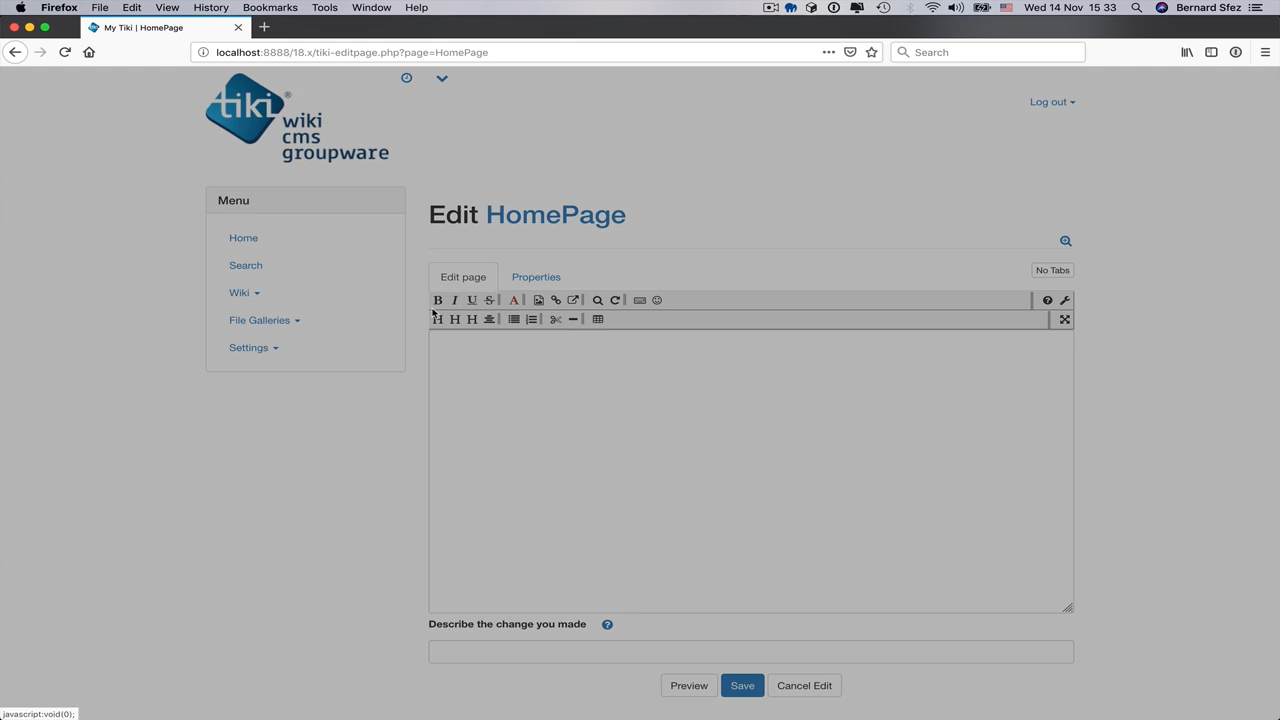 Firefox File Edit View History Bookmarks Tools Window Help Wed 14 Nov 15:33 Bernard Sfez
My Tiki | HomePage
localhost:8888/18.x/tiki-editpage.php?page=HomePage Search
tiki ®
wiki
cms
groupware
Log out
Menu
Home
Search
Wiki
File Galleries
Settings
Edit HomePage
Edit page Properties No Tabs
B I U S A
H H H
Describe the change you made
Preview Save Cancel Edit
javascript:void(0);